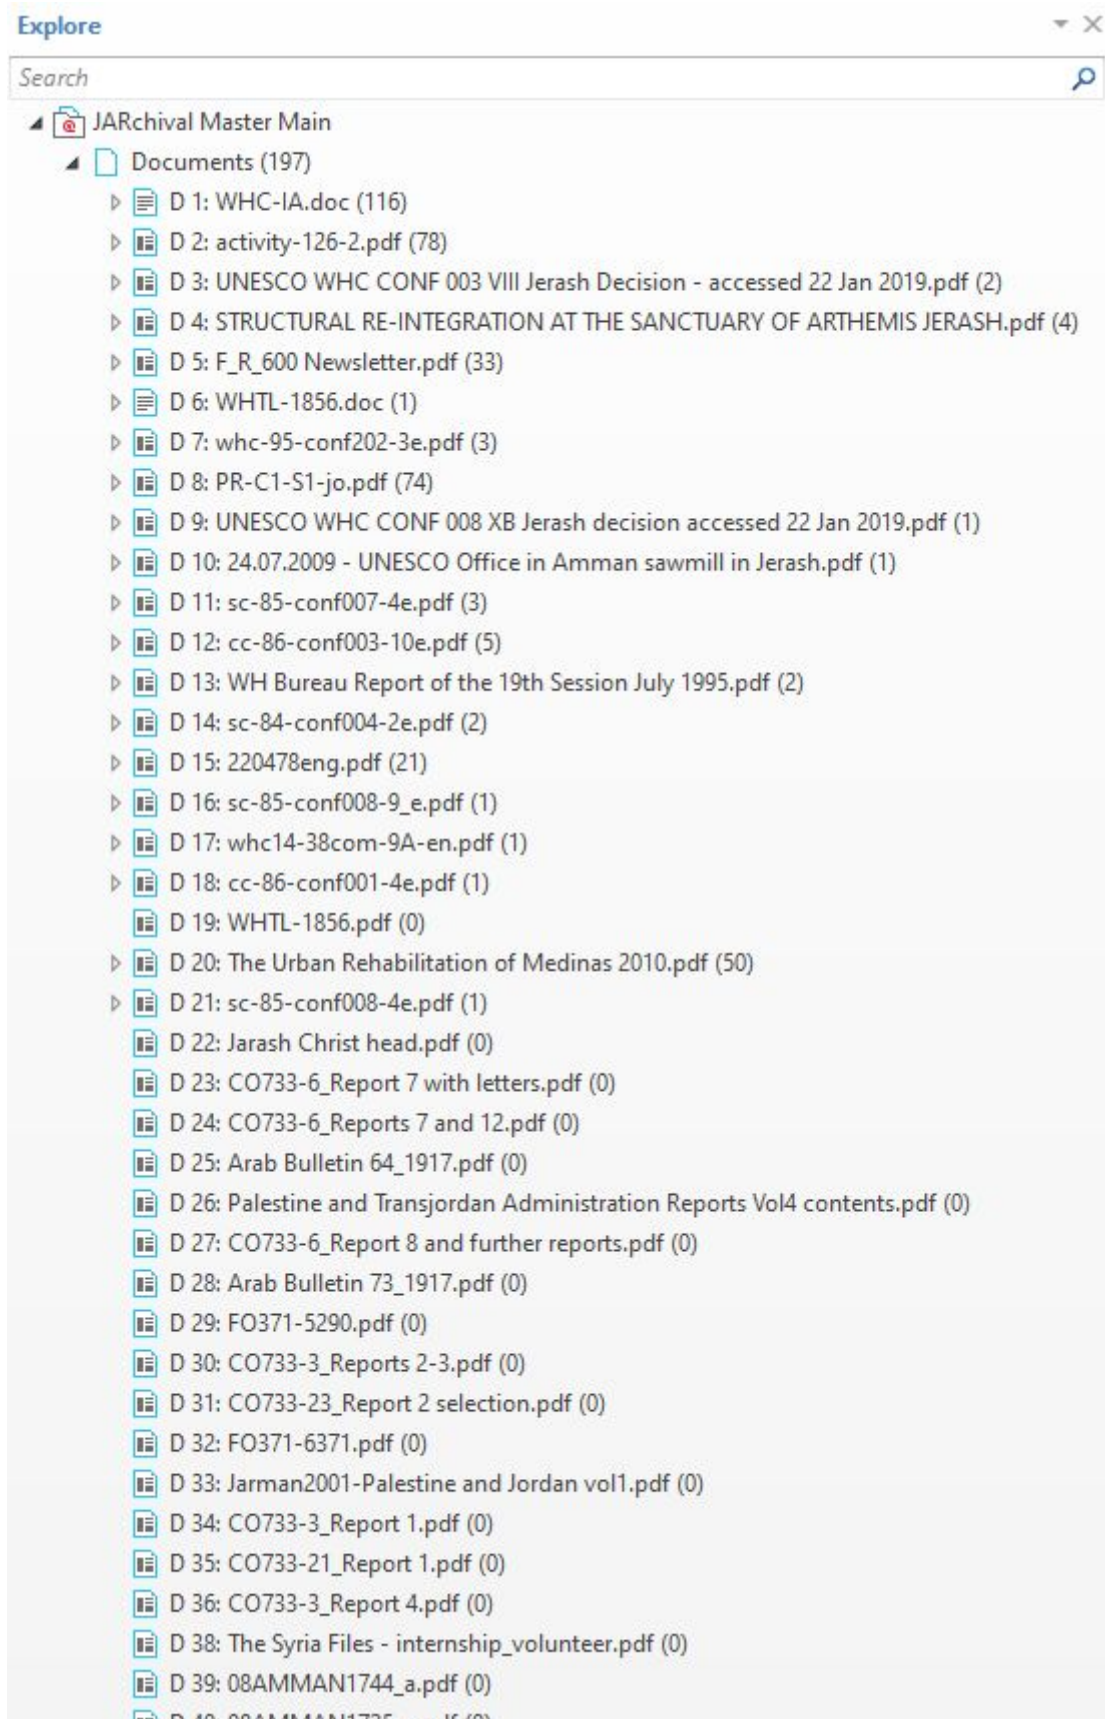 Explore
Search
JARchival Master Main
Documents (197)
D 1: WHC-IA.doc (116)
D 2: activity-126-2.pdf (78)
D 3: UNESCO WHC CONF 003 VIII Jerash Decision - accessed 22 Jan 2019.pdf (2)
D 4: STRUCTURAL RE-INTEGRATION AT THE SANCTUARY OF ARTHEMIS JERASH.pdf (4)
D 5: F_R_600 Newsletter.pdf (33)
D 6: WHTL-1856.doc (1)
D 7: whc-95-conf202-3e.pdf (3)
D 8: PR-C1-S1-jo.pdf (74)
D 9: UNESCO WHC CONF 008 XB Jerash decision accessed 22 Jan 2019.pdf (1)
D 10: 24.07.2009 - UNESCO Office in Amman sawmill in Jerash.pdf (1)
D 11: sc-85-conf007-4e.pdf (3)
D 12: cc-86-conf003-10e.pdf (5)
D 13: WH Bureau Report of the 19th Session July 1995.pdf (2)
D 14: sc-84-conf004-2e.pdf (2)
D 15: 220478eng.pdf (21)
D 16: sc-85-conf008-9_e.pdf (1)
D 17: whc14-38com-9A-en.pdf (1)
D 18: cc-86-conf001-4e.pdf (1)
D 19: WHTL-1856.pdf (0)
D 20: The Urban Rehabilitation of Medinas 2010.pdf (50)
D 21: sc-85-conf008-4e.pdf (1)
D 22: Jarash Christ head.pdf (0)
D 23: CO733-6_Report 7 with letters.pdf (0)
D 24: CO733-6_Reports 7 and 12.pdf (0)
D 25: Arab Bulletin 64_1917.pdf (0)
D 26: Palestine and Transjordan Administration Reports Vol4 contents.pdf (0)
D 27: CO733-6_Report 8 and further reports.pdf (0)
D 28: Arab Bulletin 73_1917.pdf (0)
D 29: FO371-5290.pdf (0)
D 30: CO733-3_Reports 2-3.pdf (0)
D 31: CO733-23_Report 2 selection.pdf (0)
D 32: FO371-6371.pdf (0)
D 33: Jarman2001-Palestine and Jordan vol1.pdf (0)
D 34: CO733-3_Report 1.pdf (0)
D 35: CO733-21_Report 1.pdf (0)
D 36: CO733-3_Report 4.pdf (0)
D 38: The Syria Files - internship_volunteer.pdf (0)
D 39: 08AMMAN1744_a.pdf (0)